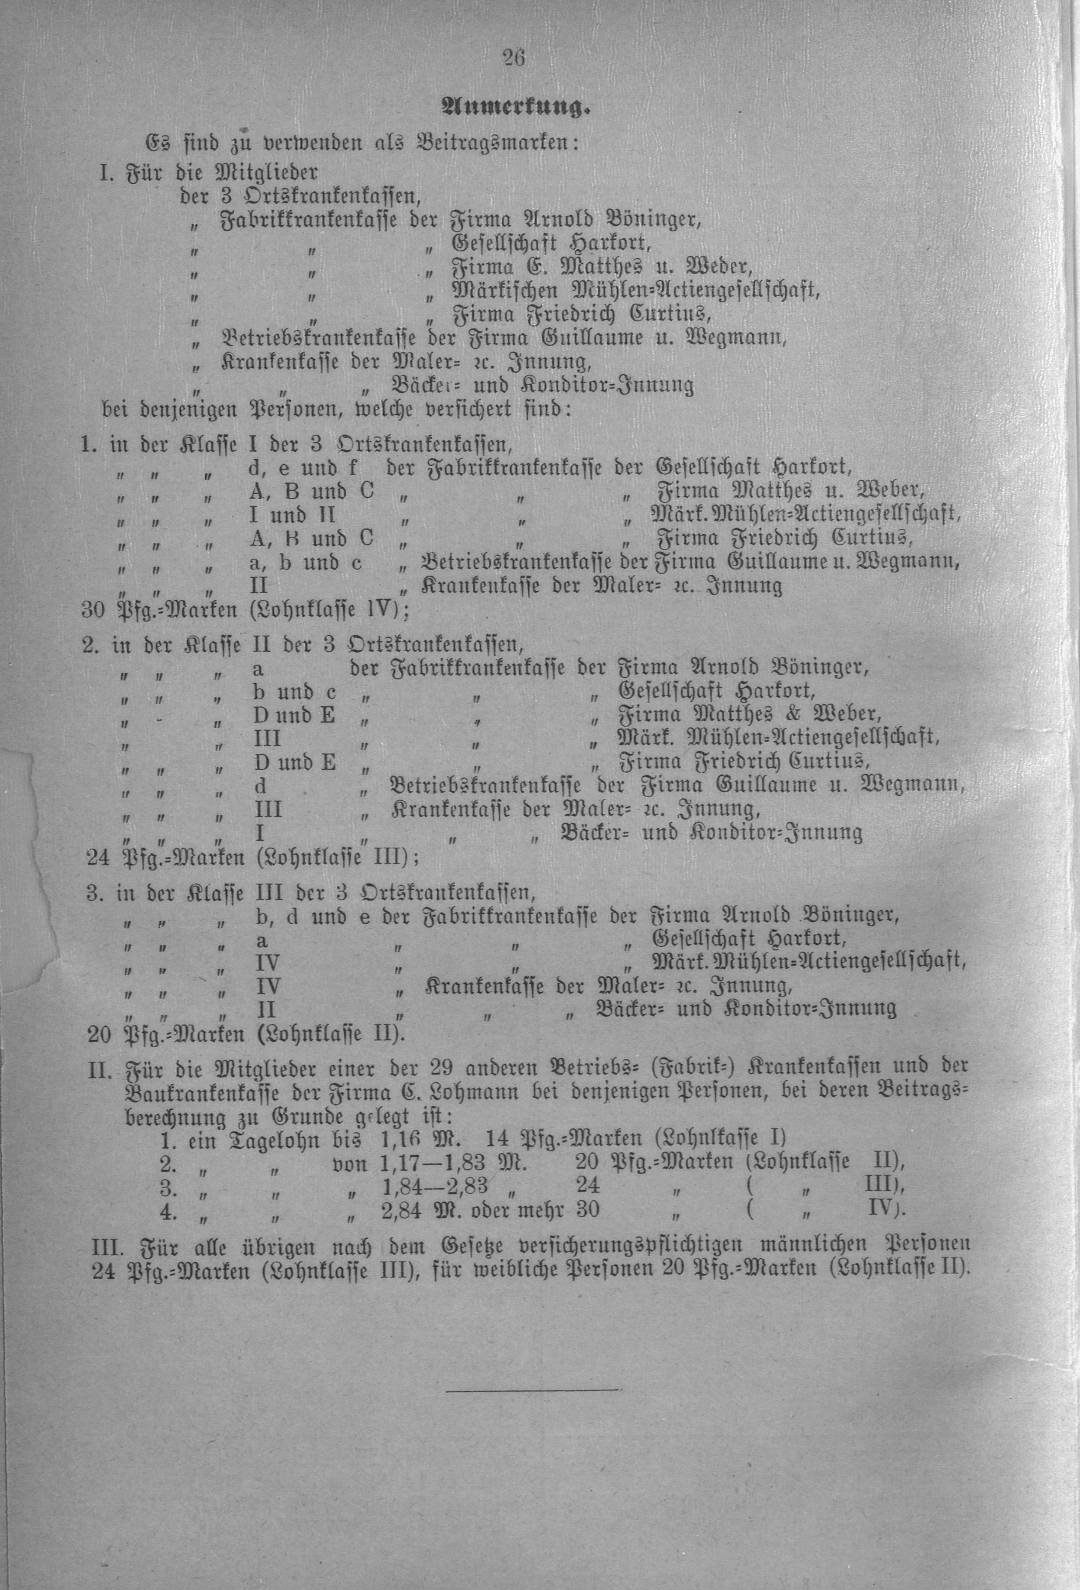 26
Anmerkung.
Es sind zu verwenden als Beitragsmarken:
I. Für die Mitglieder
der 3 Ortskrankenkassen,
„ Fabrikkrankenkasse der Firma Arnold Böninger,
„ „ „ Gesellschaft Harkort,
„ „ „ Firma E. Matthes u. Weder,
„ „ „ Märkischen Mühlen-Actiengesellschaft,
„ „ „ Firma Friedrich Curtius,
„ Betriebskrankenkasse der Firma Guillaume u. Wegmann,
„ Krankenkasse der Maler- ꝛc. Innung,
„ „ „ Bäcker- und Konditor-Innung
bei denjenigen Personen, welche versichert sind:
1. in der Klasse I der 3 Ortskrankenkassen,
„ „ „ d, e und f der Fabrikkrankenkasse der Gesellschaft Harkort,
„ „ „ A, B und C „ „ „ Firma Matthes u. Weber,
„ „ „ I und II „ „ „ Märk. Mühlen-Actiengesellschaft,
„ „ „ A, B und C „ „ „ Firma Friedrich Curtius,
„ „ „ a, b und c „ Betriebskrankenkasse der Firma Guillaume u. Wegmann,
„ „ „ II „ Krankenkasse der Maler- ꝛc. Innung
30 Pfg.-Marken (Lohnklasse IV);
2. in der Klasse II der 3 Ortskrankenkassen,
„ „ „ a der Fabrikkrankenkasse der Firma Arnold Böninger,
„ „ „ b und c „ „ „ Gesellschaft Harkort,
„ „ „ D und E „ „ „ Firma Matthes & Weber,
„ „ III „ „ „ Märk. Mühlen-Actiengesellschaft,
„ „ „ D und E „ „ „ Firma Friedrich Curtius,
„ „ „ d „ Betriebskrankenkasse der Firma Guillaume u. Wegmann,
„ „ „ III „ Krankenkasse der Maler- ꝛc. Innung,
„ „ „ I „ „ „ Bäcker- und Konditor-Innung
24 Pfg.-Marken (Lohnklasse III);
3. in der Klasse III der 3 Ortskrankenkassen,
„ „ „ b, d und e der Fabrikkrankenkasse der Firma Arnold Böninger,
„ „ „ a „ „ „ Gesellschaft Harkort,
„ „ „ IV „ „ „ Märk. Mühlen-Actiengesellschaft,
„ „ „ IV „ Krankenkasse der Maler- ꝛc. Innung,
„ „ „ II „ „ „ Bäcker- und Konditor-Innung
20 Pfg.-Marken (Lohnklasse II).
II. Für die Mitglieder einer der 29 anderen Betriebs- (Fabrik-) Krankenkassen und der
Baukrankenkasse der Firma C. Lohmann bei denjenigen Personen, bei deren Beitrags-
berechnung zu Grunde gelegt ist:
1. ein Tagelohn bis 1,16 M. 14 Pfg.-Marken (Lohnlkasse I)
2. „ „ von 1,17—1,83 M. 20 Pfg.-Marken (Lohnklasse II),
3. „ „ „ 1,84—2,83 „ 24 „ ( „ III),
4. „ „ „ 2,84 M. oder mehr 30 „ ( „ IV).
III. Für alle übrigen nach dem Gesetze versicherungspflichtigen männlichen Personen
24 Pfg.-Marken (Lohnklasse III), für weibliche Personen 20 Pfg.-Marken (Lohnklasse II).